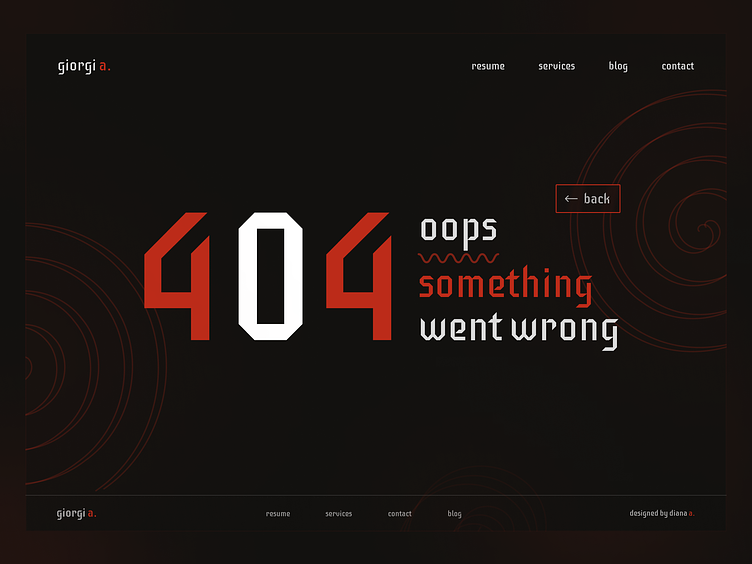 giorgi a.
resume services blog contact
← back
404
oops
something
went wrong
giorgi a.
resume services contact blog
designed by diana a.